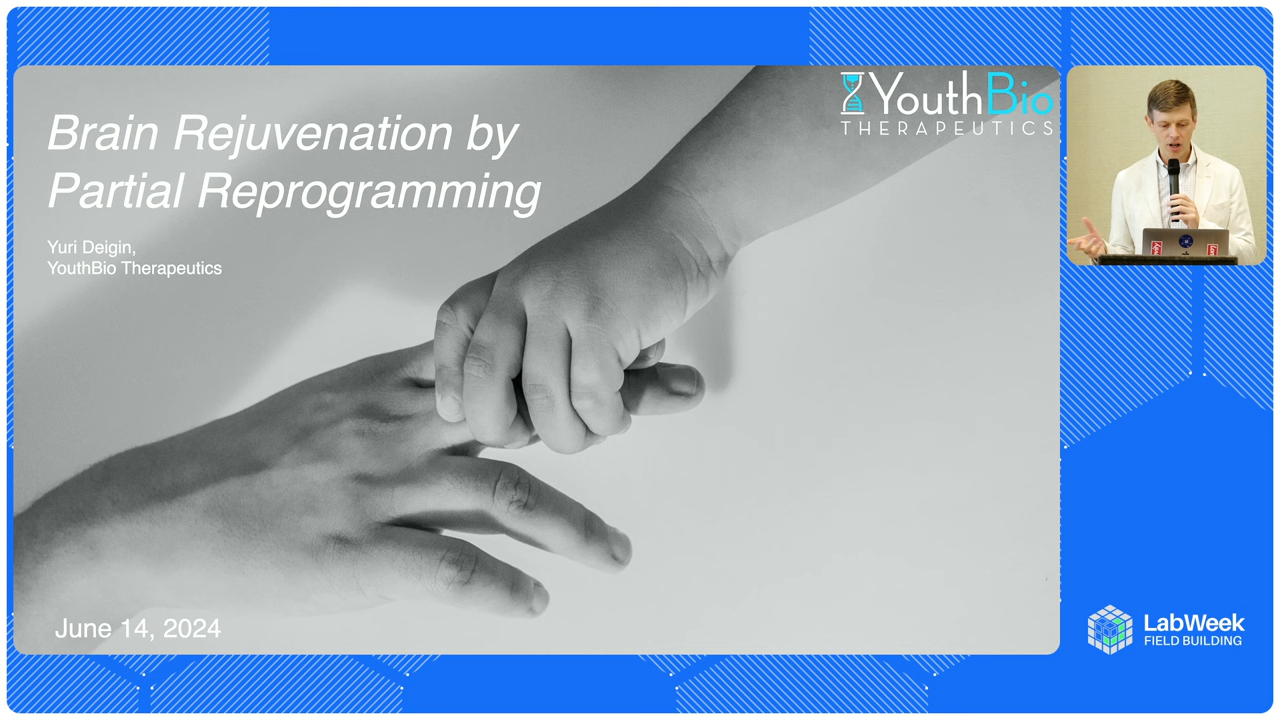 Brain Rejuvenation by
Partial Reprogramming
Yuri Deigin,
YouthBio Therapeutics
YouthBio
THERAPEUTICS
June 14, 2024
LabWeek
FIELD BUILDING